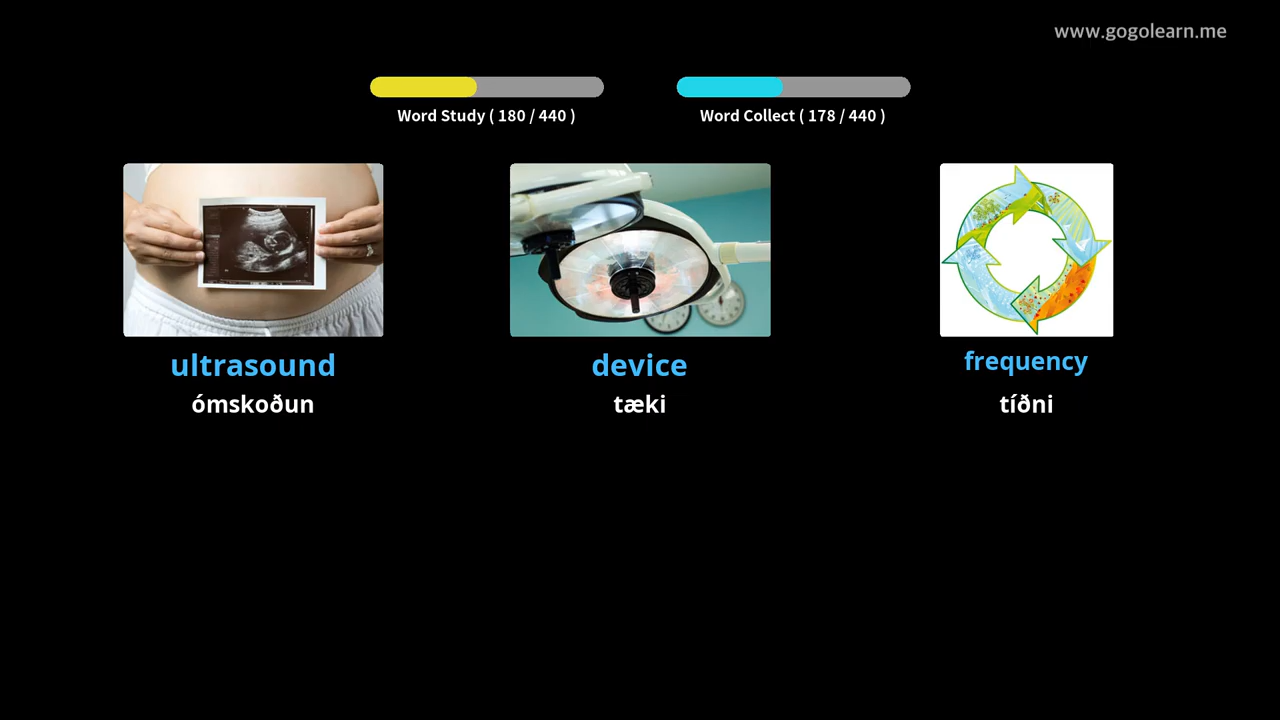 www.gogolearn.me
Word Study ( 180 / 440 )
Word Collect ( 178 / 440 )
ultrasound
device
frequency
ómskoðun
tæki
tíðni